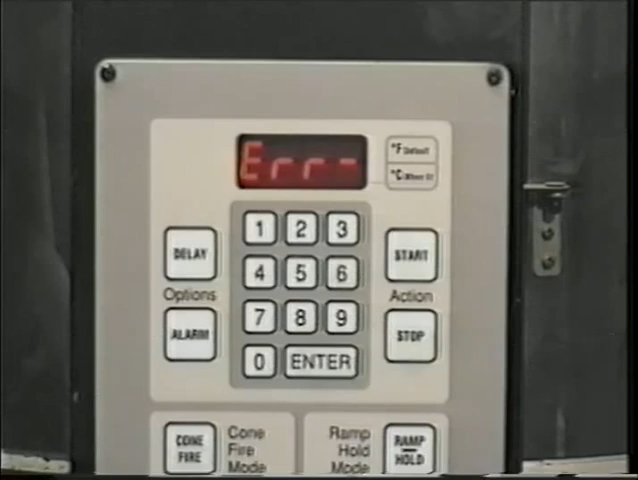 Err-
°F Default
°C (When lit)
1 2 3
DELAY
START
4 5 6
Options
Action
7 8 9
ALARM
STOP
0 ENTER
CONE
FIRE
Cone
Fire
Mode
Ramp
Hold
Mode
RAMP
HOLD